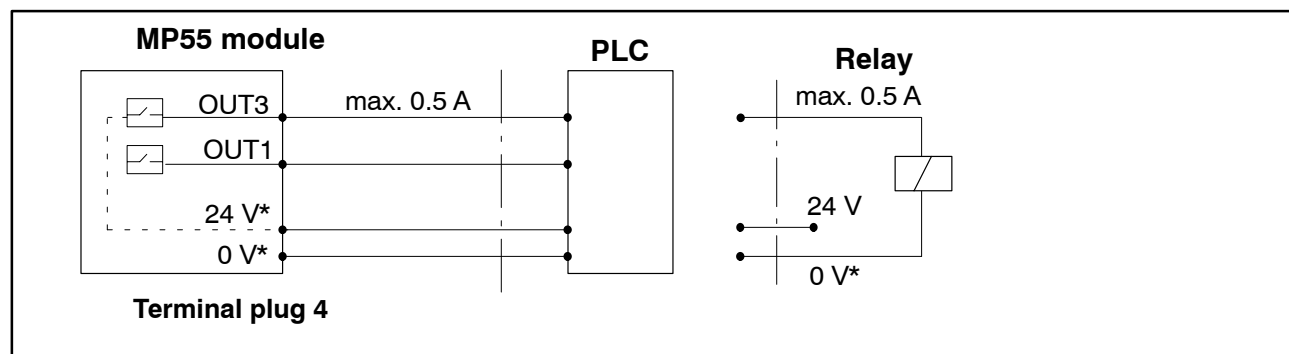 MP55 module
PLC
Relay
OUT3
max. 0.5 A
max. 0.5 A
OUT1
24 V*
24 V
0 V*
0 V*
Terminal plug 4